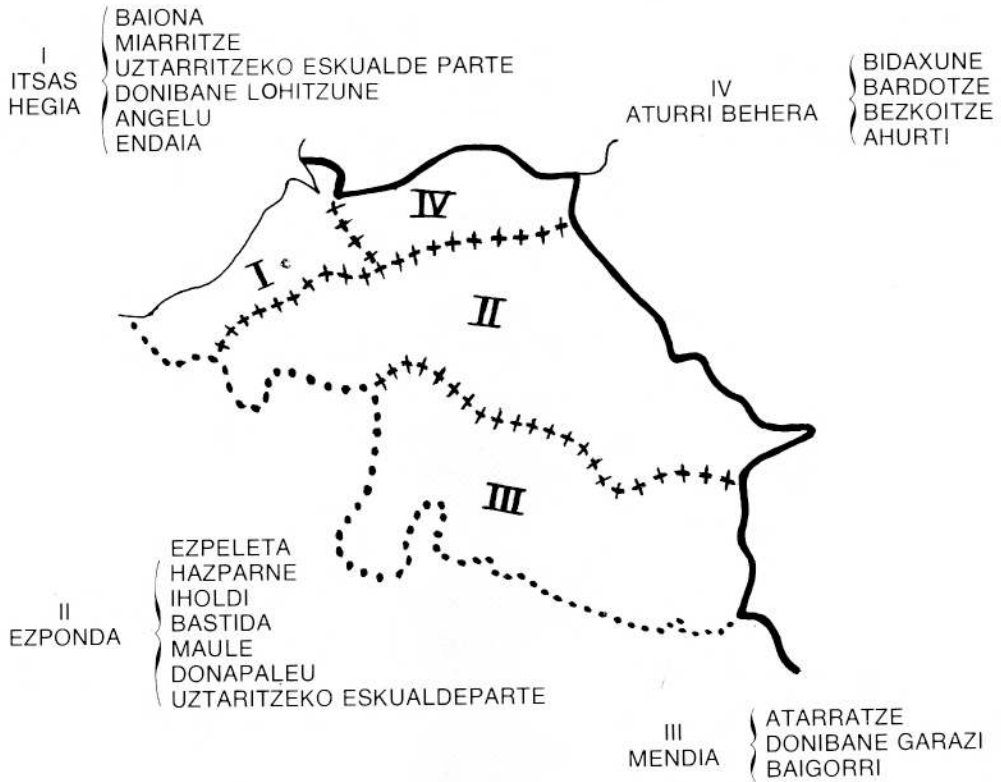 I
ITSAS
HEGIA
BAIONA
MIARRITZE
UZTARRITZEKO ESKUALDE PARTE
DONIBANE LOHITZUNE
ANGELU
ENDAIA
IV
ATURRI BEHERA
BIDAXUNE
BARDOTZE
BEZKOITZE
AHURTI
IV
I
II
III
II
EZPONDA
EZPELETA
HAZPARNE
IHOLDI
BASTIDA
MAULE
DONAPALEU
UZTARITZEKO ESKUALDEPARTE
III
MENDIA
ATARRATZE
DONIBANE GARAZI
BAIGORRI